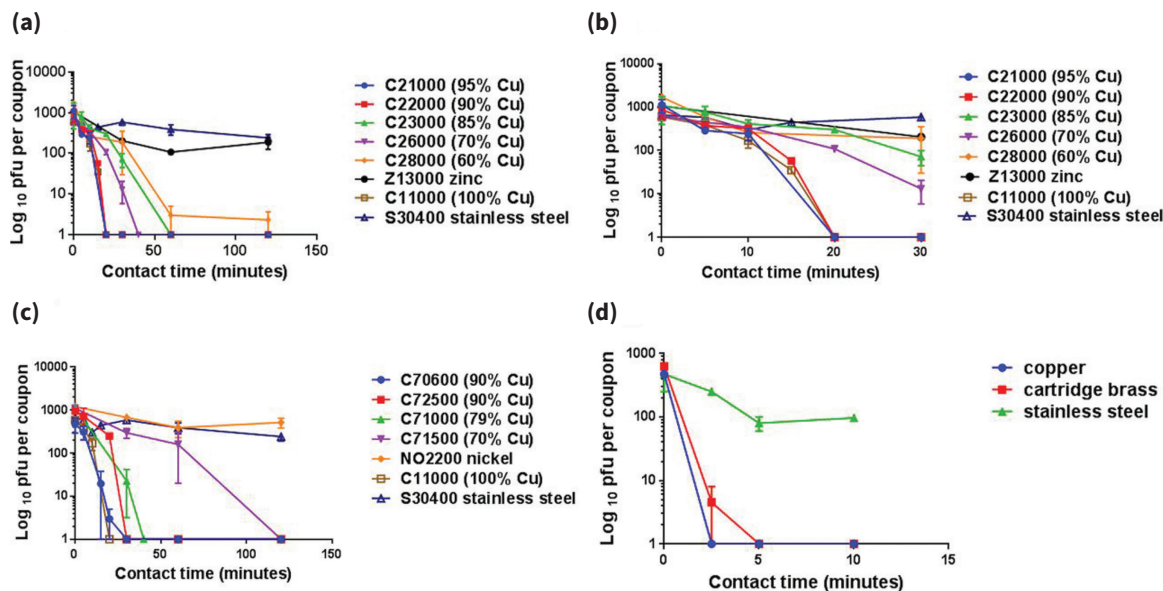 (a)
Log 10 pfu per coupon
10000
1000
100
10
1
0
50
100
150
Contact time (minutes)
C21000 (95% Cu)
C22000 (90% Cu)
C23000 (85% Cu)
C26000 (70% Cu)
C28000 (60% Cu)
Z13000 zinc
C11000 (100% Cu)
S30400 stainless steel
(b)
Log 10 pfu per coupon
10000
1000
100
10
1
0
10
20
30
Contact time (minutes)
C21000 (95% Cu)
C22000 (90% Cu)
C23000 (85% Cu)
C26000 (70% Cu)
C28000 (60% Cu)
Z13000 zinc
C11000 (100% Cu)
S30400 stainless steel
(c)
Log 10 pfu per coupon
10000
1000
100
10
1
0
50
100
150
Contact time (minutes)
C70600 (90% Cu)
C72500 (90% Cu)
C71000 (79% Cu)
C71500 (70% Cu)
NO2200 nickel
C11000 (100% Cu)
S30400 stainless steel
(d)
Log 10 pfu per coupon
1000
100
10
1
0
5
10
15
Contact time (minutes)
copper
cartridge brass
stainless steel